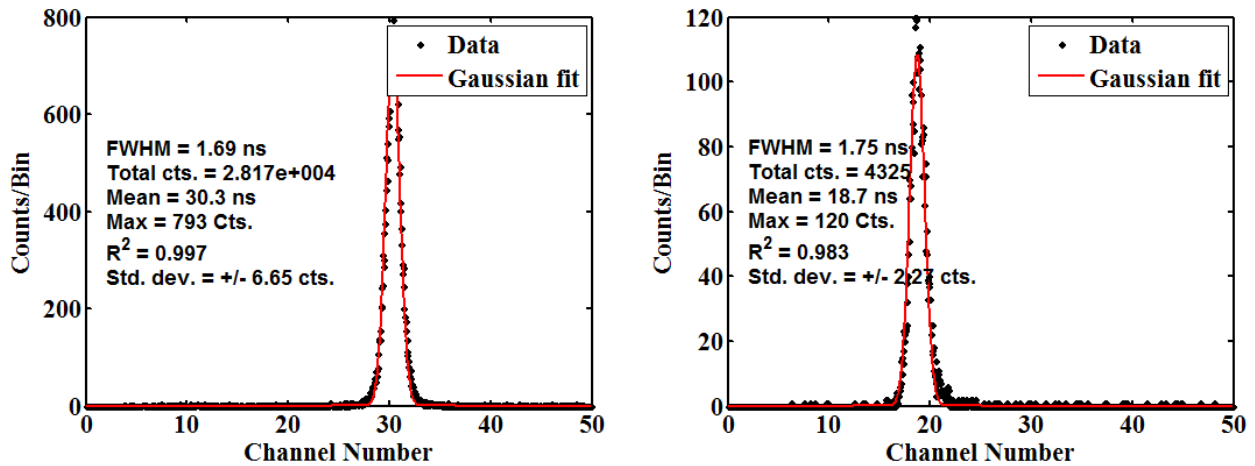 800
600
400
200
0
Counts/Bin
Data
Gaussian fit
FWHM = 1.69 ns
Total cts. = 2.817e+004
Mean = 30.3 ns
Max = 793 Cts.
R² = 0.997
Std. dev. = +/- 6.65 cts.
0 10 20 30 40 50
Channel Number
120
100
80
60
40
20
0
Counts/Bin
Data
Gaussian fit
FWHM = 1.75 ns
Total cts. = 4325
Mean = 18.7 ns
Max = 120 Cts.
R² = 0.983
Std. dev. = +/- 2.27 cts.
0 10 20 30 40 50
Channel Number